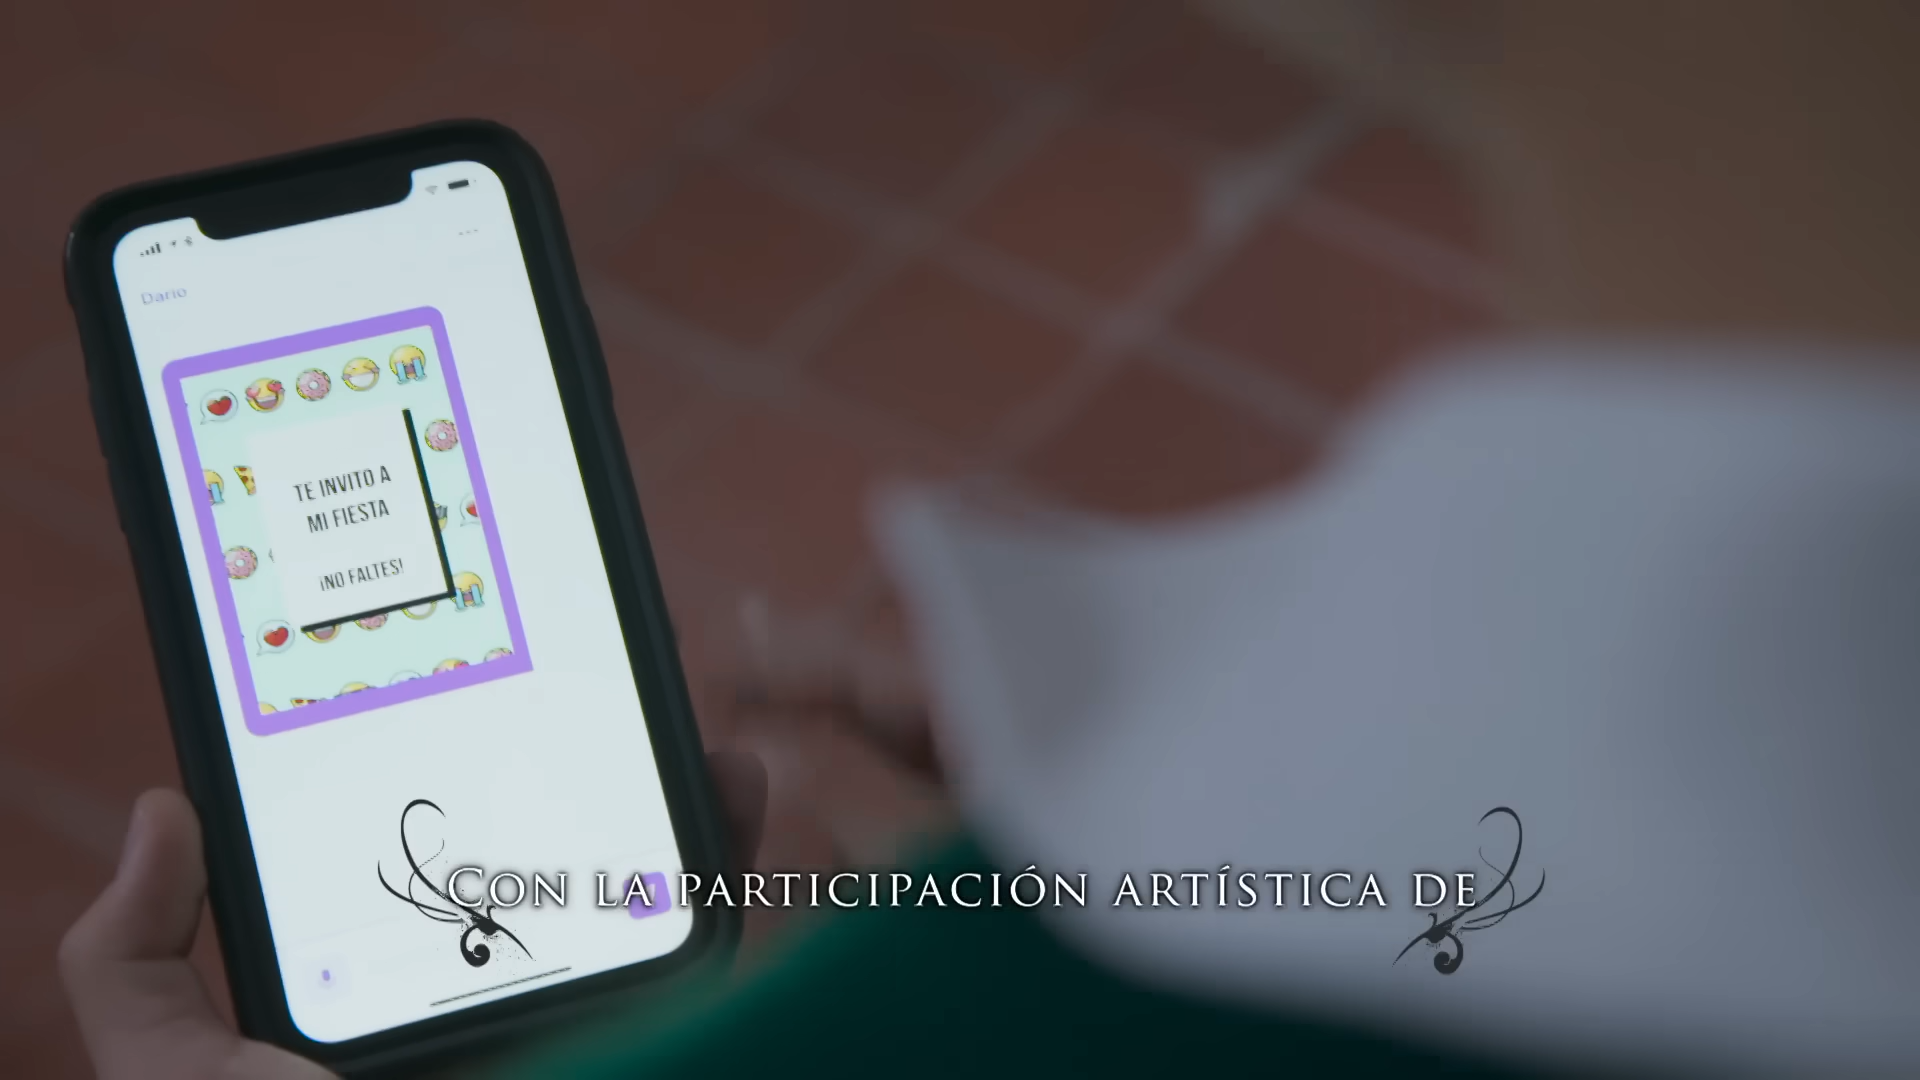 Dario
TE INVITO A
MI FIESTA
¡NO FALTES!
CON LA PARTICIPACIÓN ARTÍSTICA DE